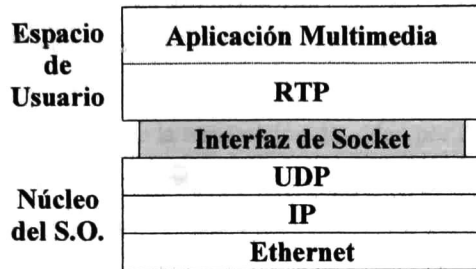 Espacio
de
Usuario
Aplicación Multimedia
RTP
Interfaz de Socket
Núcleo
del S.O.
UDP
IP
Ethernet